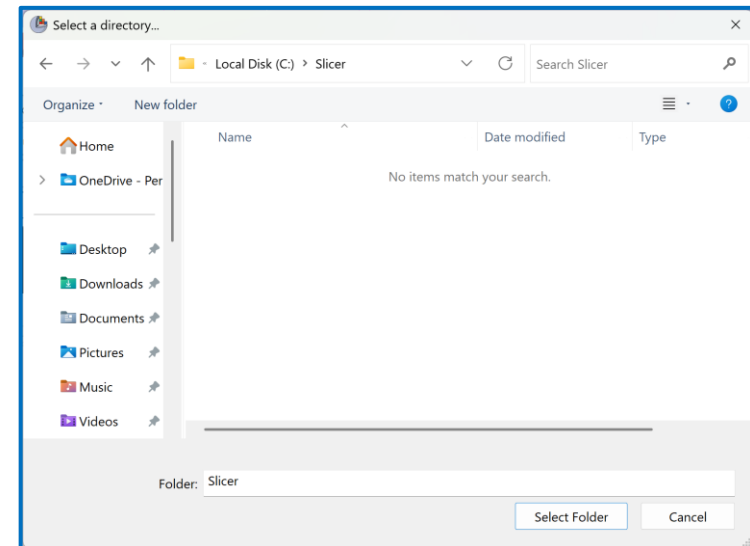 Select a directory...
Local Disk (C:) > Slicer
Search Slicer
Organize
New folder
?
Name
Date modified
Type
No items match your search.
Home
OneDrive - Per
Desktop
Downloads
Documents
Pictures
Music
Videos
Folder: Slicer
Select Folder
Cancel